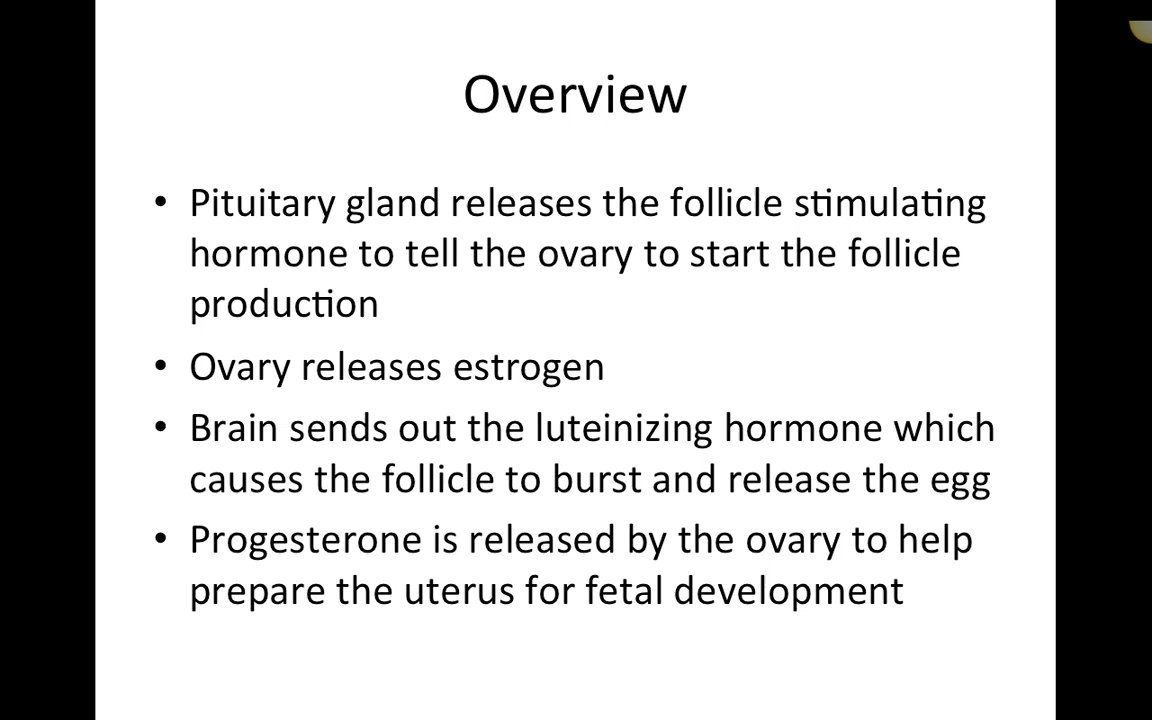 Overview
• Pituitary gland releases the follicle stimulating
hormone to tell the ovary to start the follicle
production
• Ovary releases estrogen
• Brain sends out the luteinizing hormone which
causes the follicle to burst and release the egg
• Progesterone is released by the ovary to help
prepare the uterus for fetal development